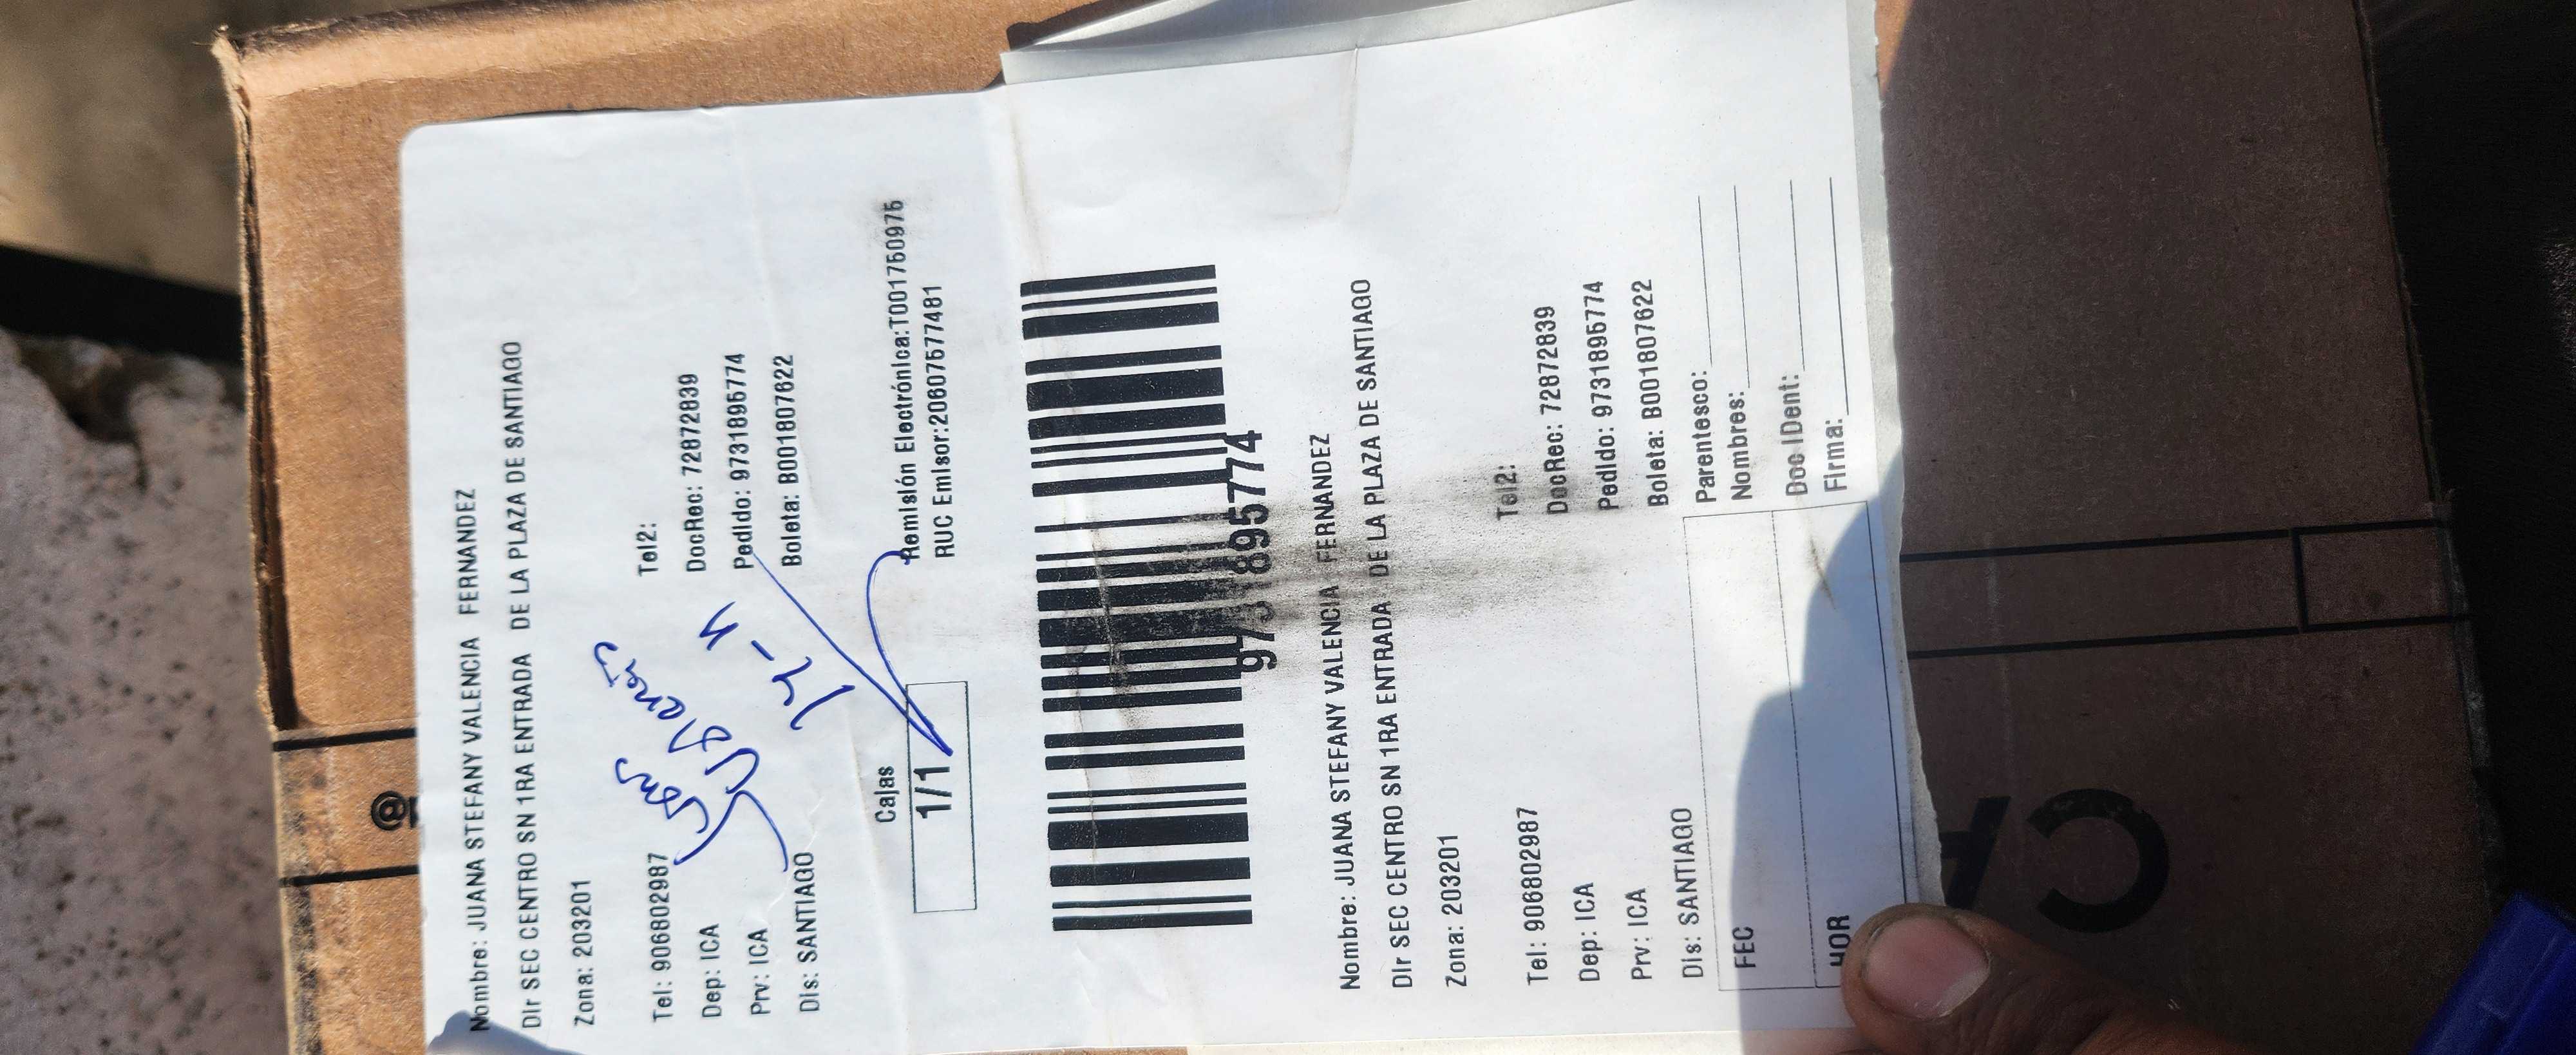 Nombre: JUANA STEFANY VALENCIA FERNANDEZ
Dir SEC CENTRO SN 1RA ENTRADA DE LA PLAZA DE SANTIAGO
Zona: 203201
Tel: 906802987 Tel2:
Dep: ICA DocRec: 72872839
Prv: ICA Pedido: 9731895774
Dis: SANTIAGO Boleta: B001807622
Cajas
1/1
Remisión Electrónica:T001760975
RUC Emisor:20607577481
9731895774
Nombre: JUANA STEFANY VALENCIA FERNANDEZ
Dir SEC CENTRO SN 1RA ENTRADA DE LA PLAZA DE SANTIAGO
Zona: 203201
Tel: 906802987 Tel2:
Dep: ICA DocRec: 72872839
Prv: ICA Pedido: 9731895774
Dis: SANTIAGO Boleta: B001807622
FEC
HOR
Parentesco:
Nombres:
Doc IDent:
Firma:
@
CA